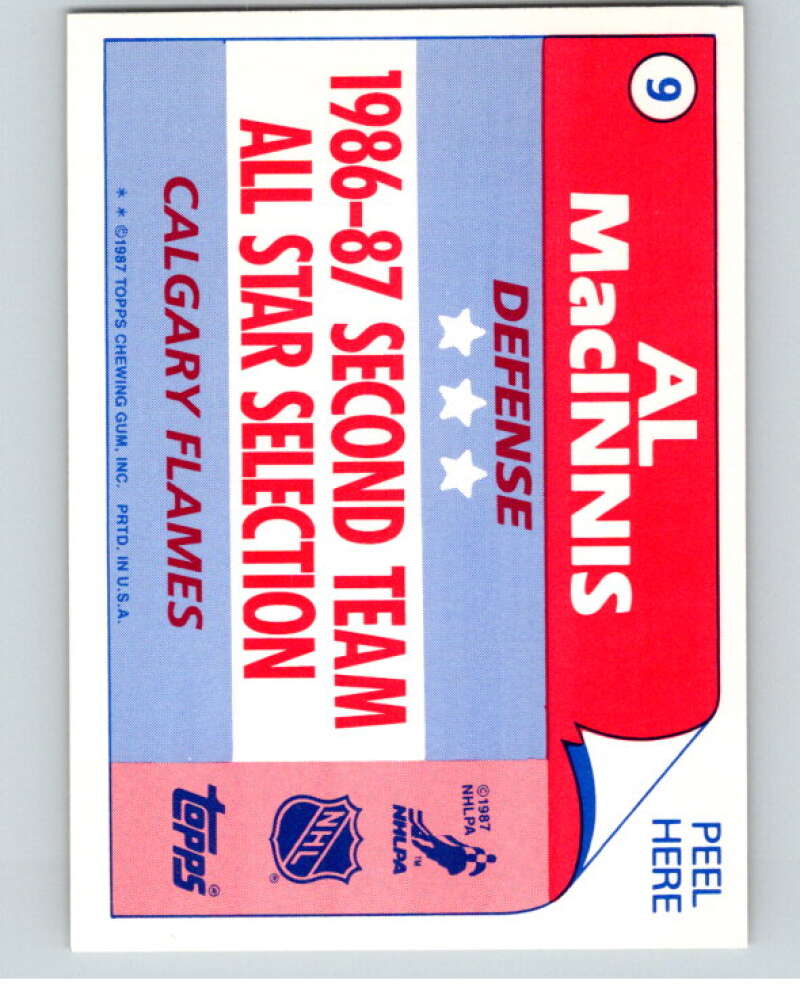 9
AL
MacINNIS
PEEL
HERE
DEFENSE
1986-87 SECOND TEAM
ALL STAR SELECTION
CALGARY FLAMES
* * ©1987 TOPPS CHEWING GUM, INC. PRTD. IN U.S.A.
©1987
NHLPA
NHLPA™
NHL®
topps®